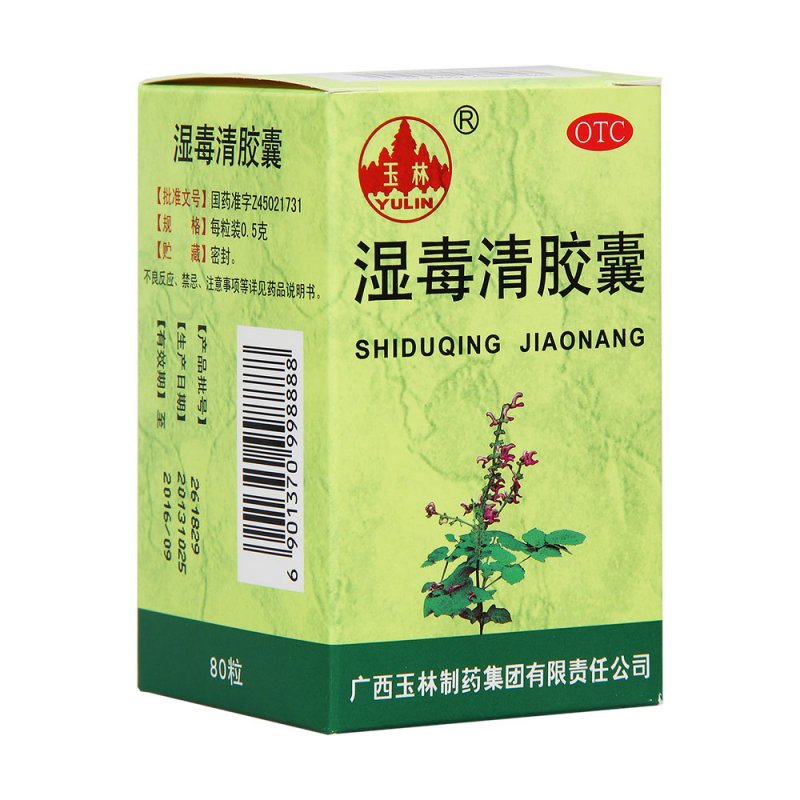 湿毒清胶囊
【批准文号】国药准字Z45021731
【规 格】每粒装0.5克
【贮 藏】密封。
不良反应、禁忌、注意事项等详见药品说明书。
【产品批号】 261829
【生产日期】 20131025
【有效期】至 2016/09
6 901370 998888
80粒
玉林
YULIN
®
OTC
湿毒清胶囊
SHIDUQING JIAONANG
广西玉林制药集团有限责任公司